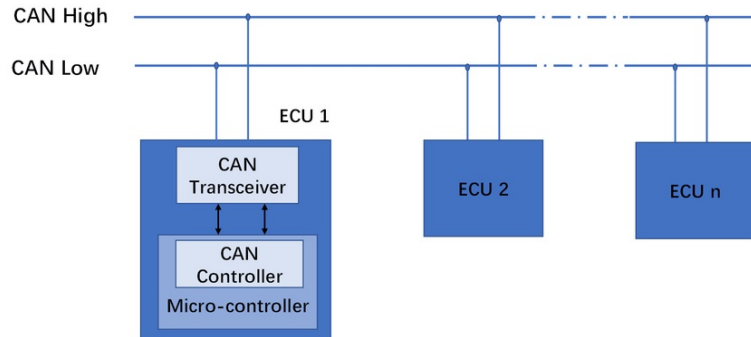 CAN High
CAN Low
ECU 1
CAN
Transceiver
ECU 2
ECU n
CAN
Controller
Micro-controller